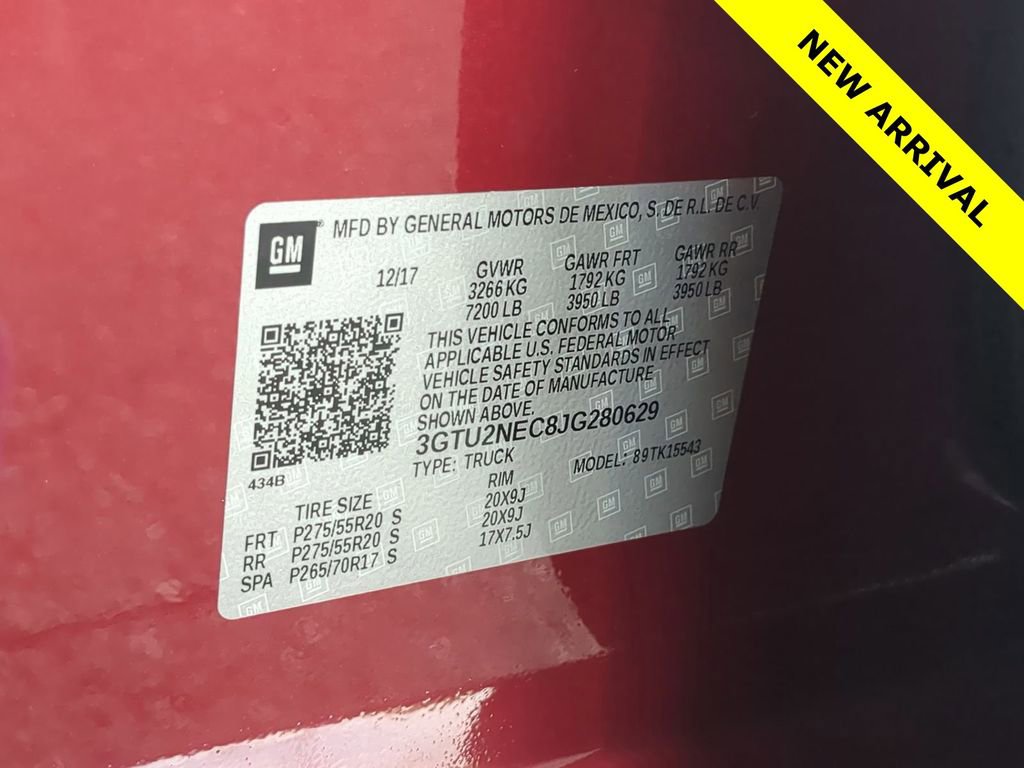 NEW ARRIVAL
GM
MFD BY GENERAL MOTORS DE MEXICO, S. DE R.L. DE C.V.
12/17 GVWR GAWR FRT GAWR RR
3266 KG 1792 KG 1792 KG
7200 LB 3950 LB 3950 LB
THIS VEHICLE CONFORMS TO ALL
APPLICABLE U.S. FEDERAL MOTOR
VEHICLE SAFETY STANDARDS IN EFFECT
ON THE DATE OF MANUFACTURE
SHOWN ABOVE.
3GTU2NEC8JG280629
TYPE: TRUCK MODEL: 89TK15543
434B
TIRE SIZE RIM
FRT P275/55R20 S 20X9J
RR P275/55R20 S 20X9J
SPA P265/70R17 S 17X7.5J